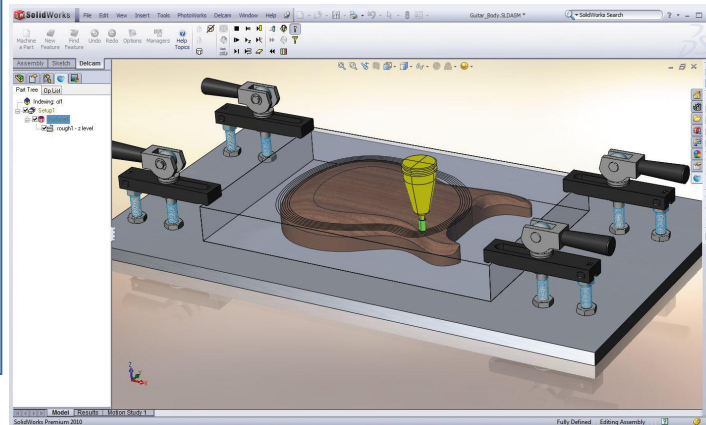 SolidWorks File Edit View Insert Tools PhotoWorks Delcam Window Help Guitar_Body.SLDASM * SolidWorks Search
Machine a Part
New Feature
Find Feature
Undo
Redo
Options
Managers
Help Topics
Assembly Sketch Delcam
Part Tree Op List
Indexing: off
Setup1
rough1 - z level
Model Results Motion Study 1
SolidWorks Premium 2010 Fully Defined Editing Assembly